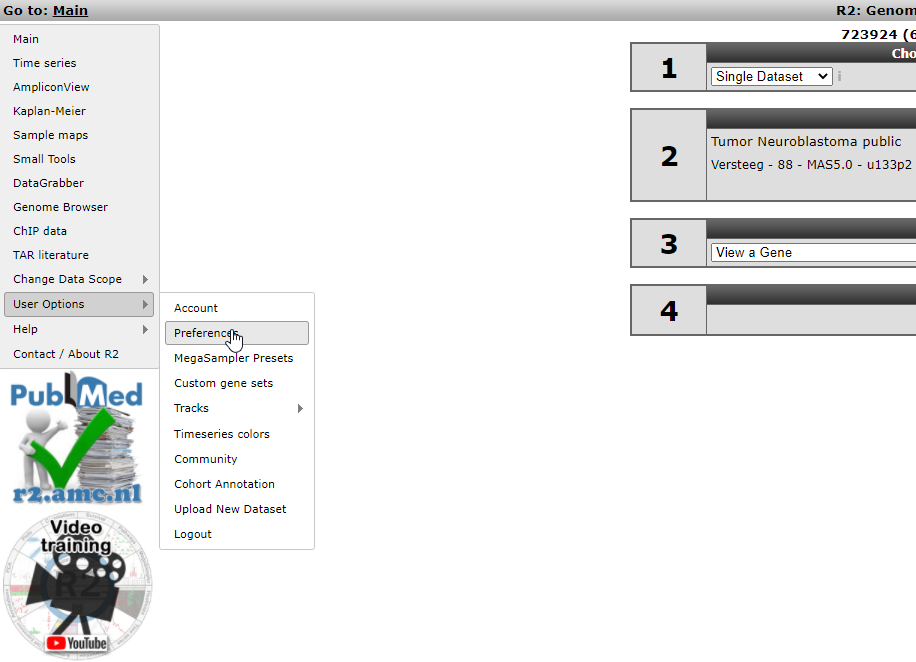 Go to: Main
R2: Genom
Main
Time series
AmpliconView
Kaplan-Meier
Sample maps
Small Tools
DataGrabber
Genome Browser
ChIP data
TAR literature
Change Data Scope
User Options
Help
Contact / About R2
Account
Preferences
MegaSampler Presets
Custom gene sets
Tracks
Timeseries colors
Community
Cohort Annotation
Upload New Dataset
Logout
PubMed
r2.amc.nl
Video
training
R2
YouTube
723924 (6
1
Cho
Single Dataset
i
2
Tumor Neuroblastoma public
Versteeg - 88 - MAS5.0 - u133p2
3
View a Gene
4